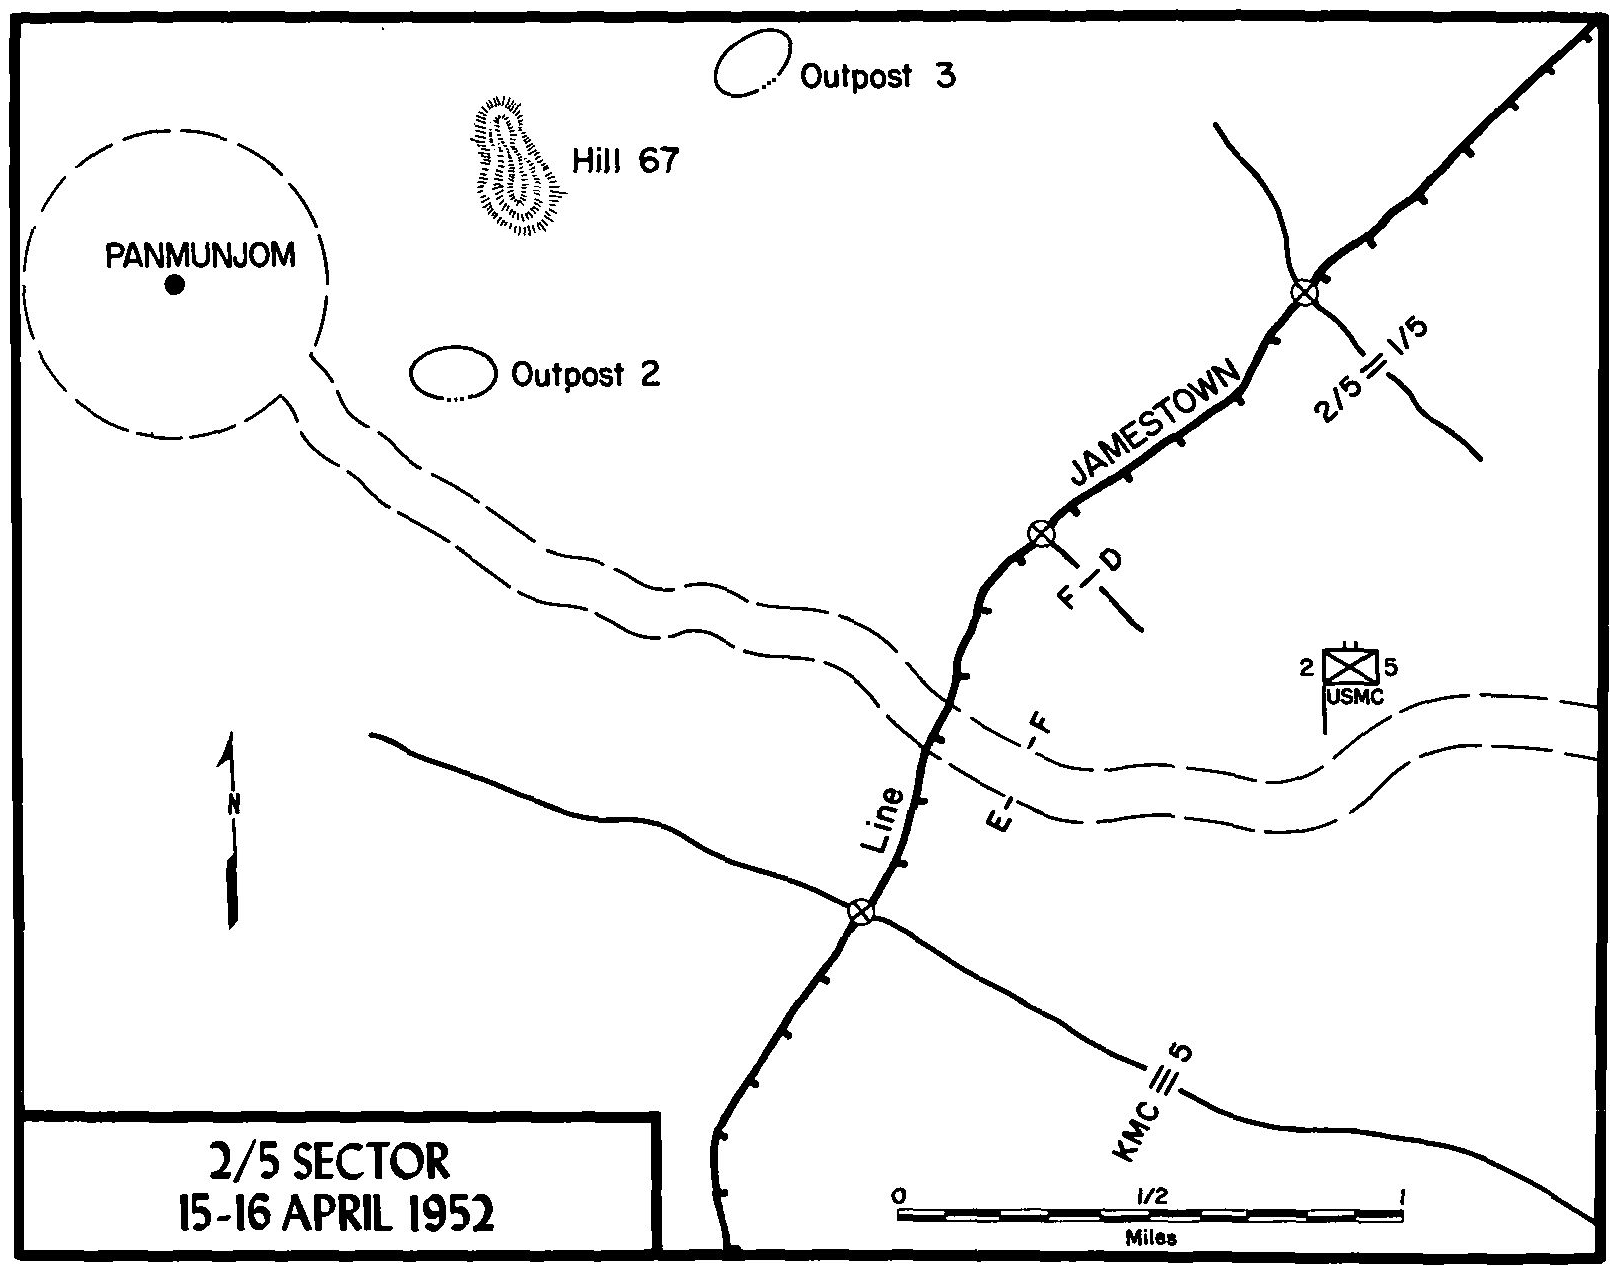 Outpost 3
Hill 67
PANMUNJOM
Outpost 2
2/5 1/5
JAMESTOWN
F D
2 5
USMC
F
E
Line
N
KMC 5
2/5 SECTOR
15-16 APRIL 1952
0 1/2 1
Miles